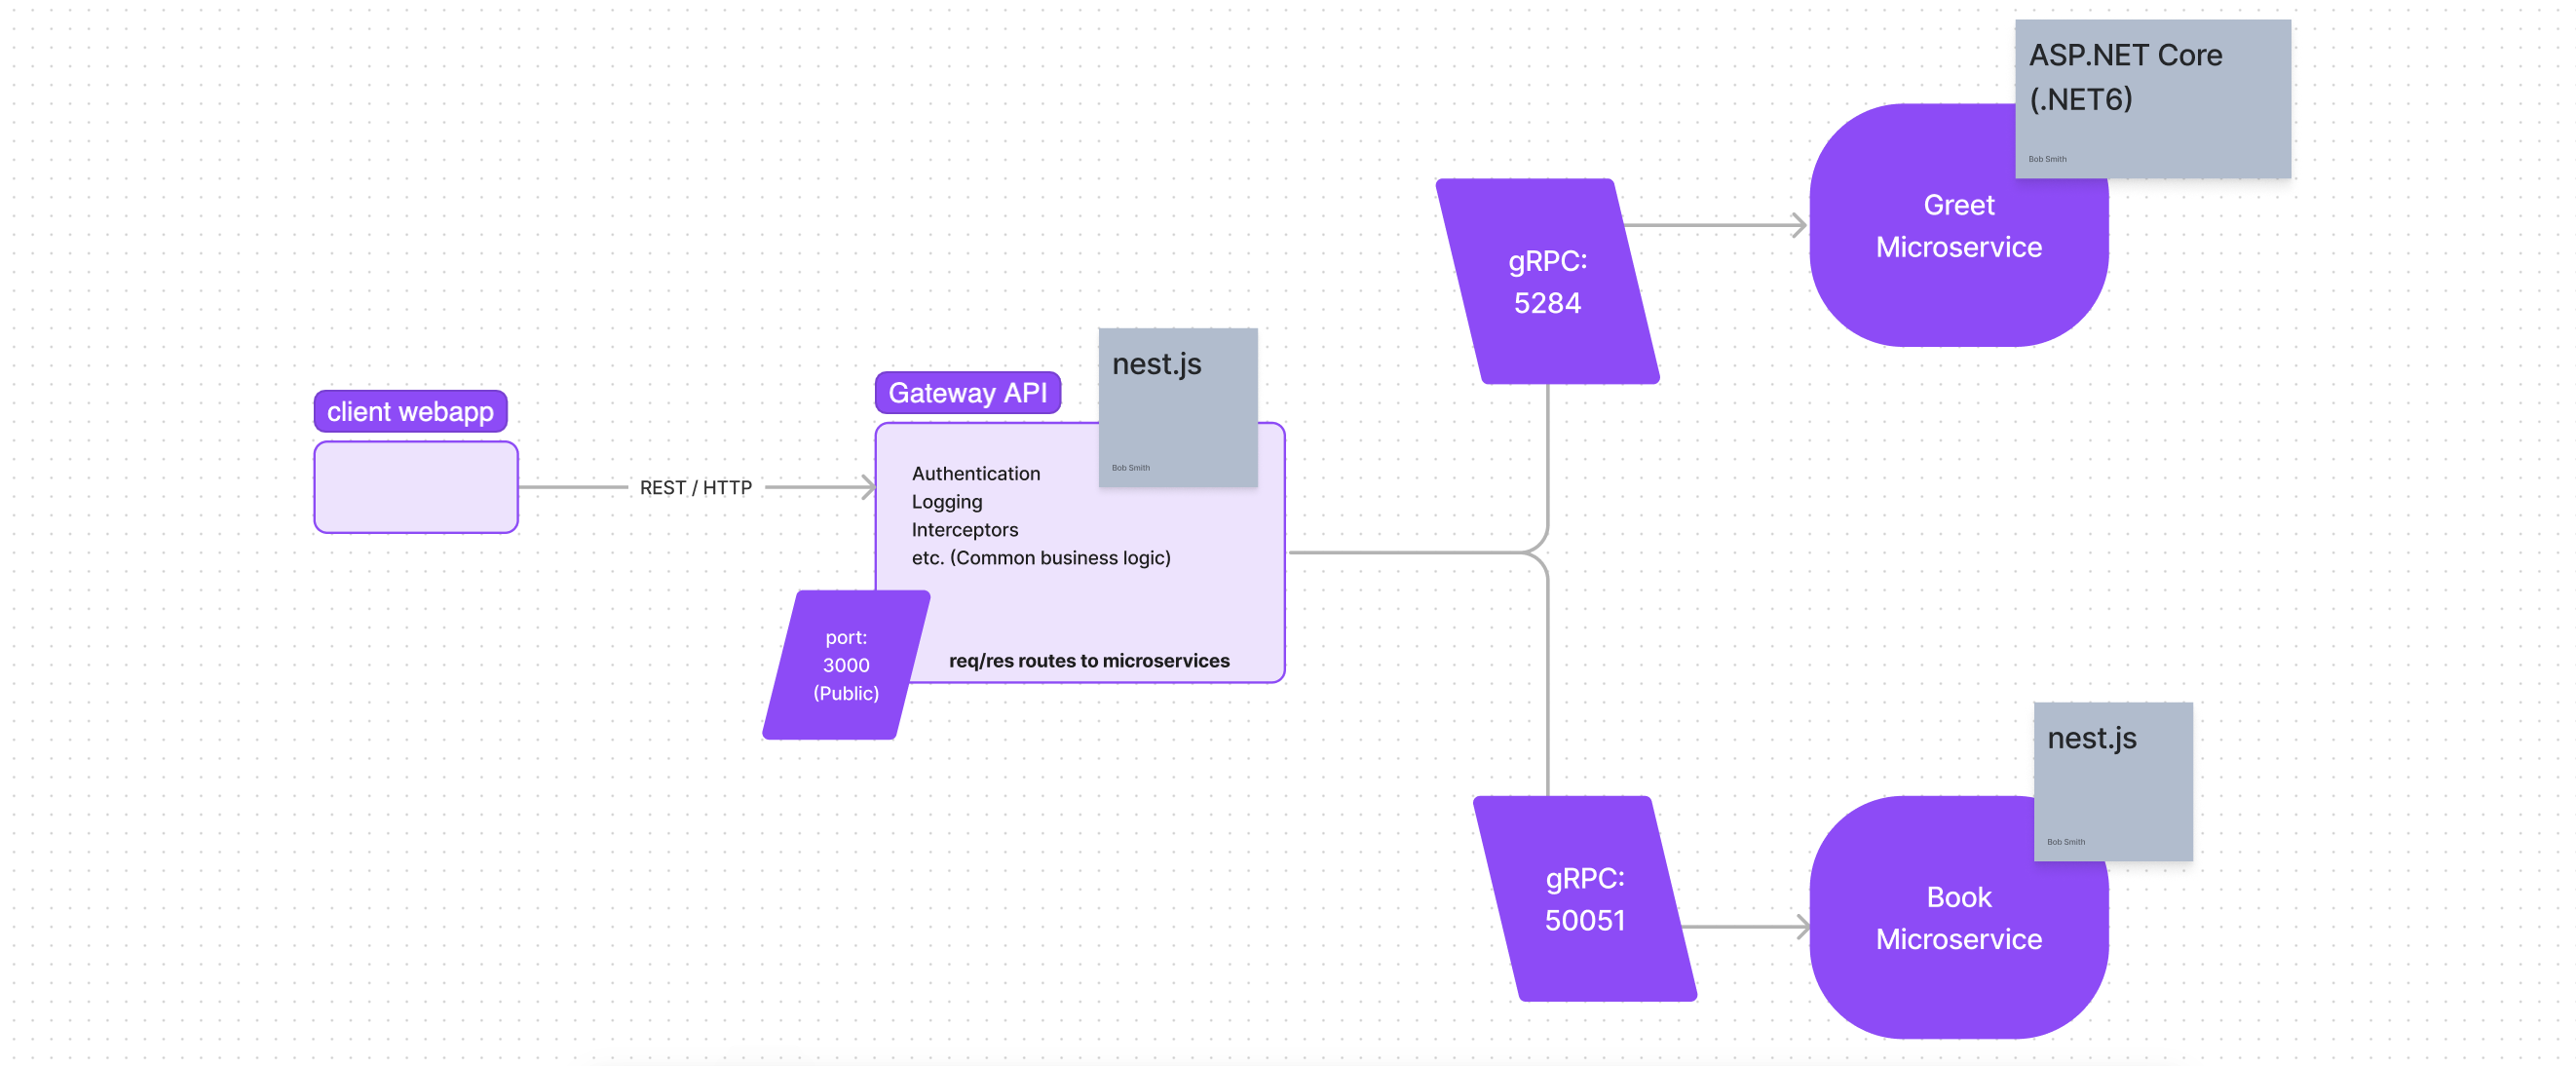 client webapp
REST / HTTP
Gateway API
nest.js
Bob Smith
Authentication
Logging
Interceptors
etc. (Common business logic)
port:
3000
(Public)
req/res routes to microservices
gRPC:
5284
ASP.NET Core
(.NET6)
Bob Smith
Greet
Microservice
gRPC:
50051
nest.js
Bob Smith
Book
Microservice